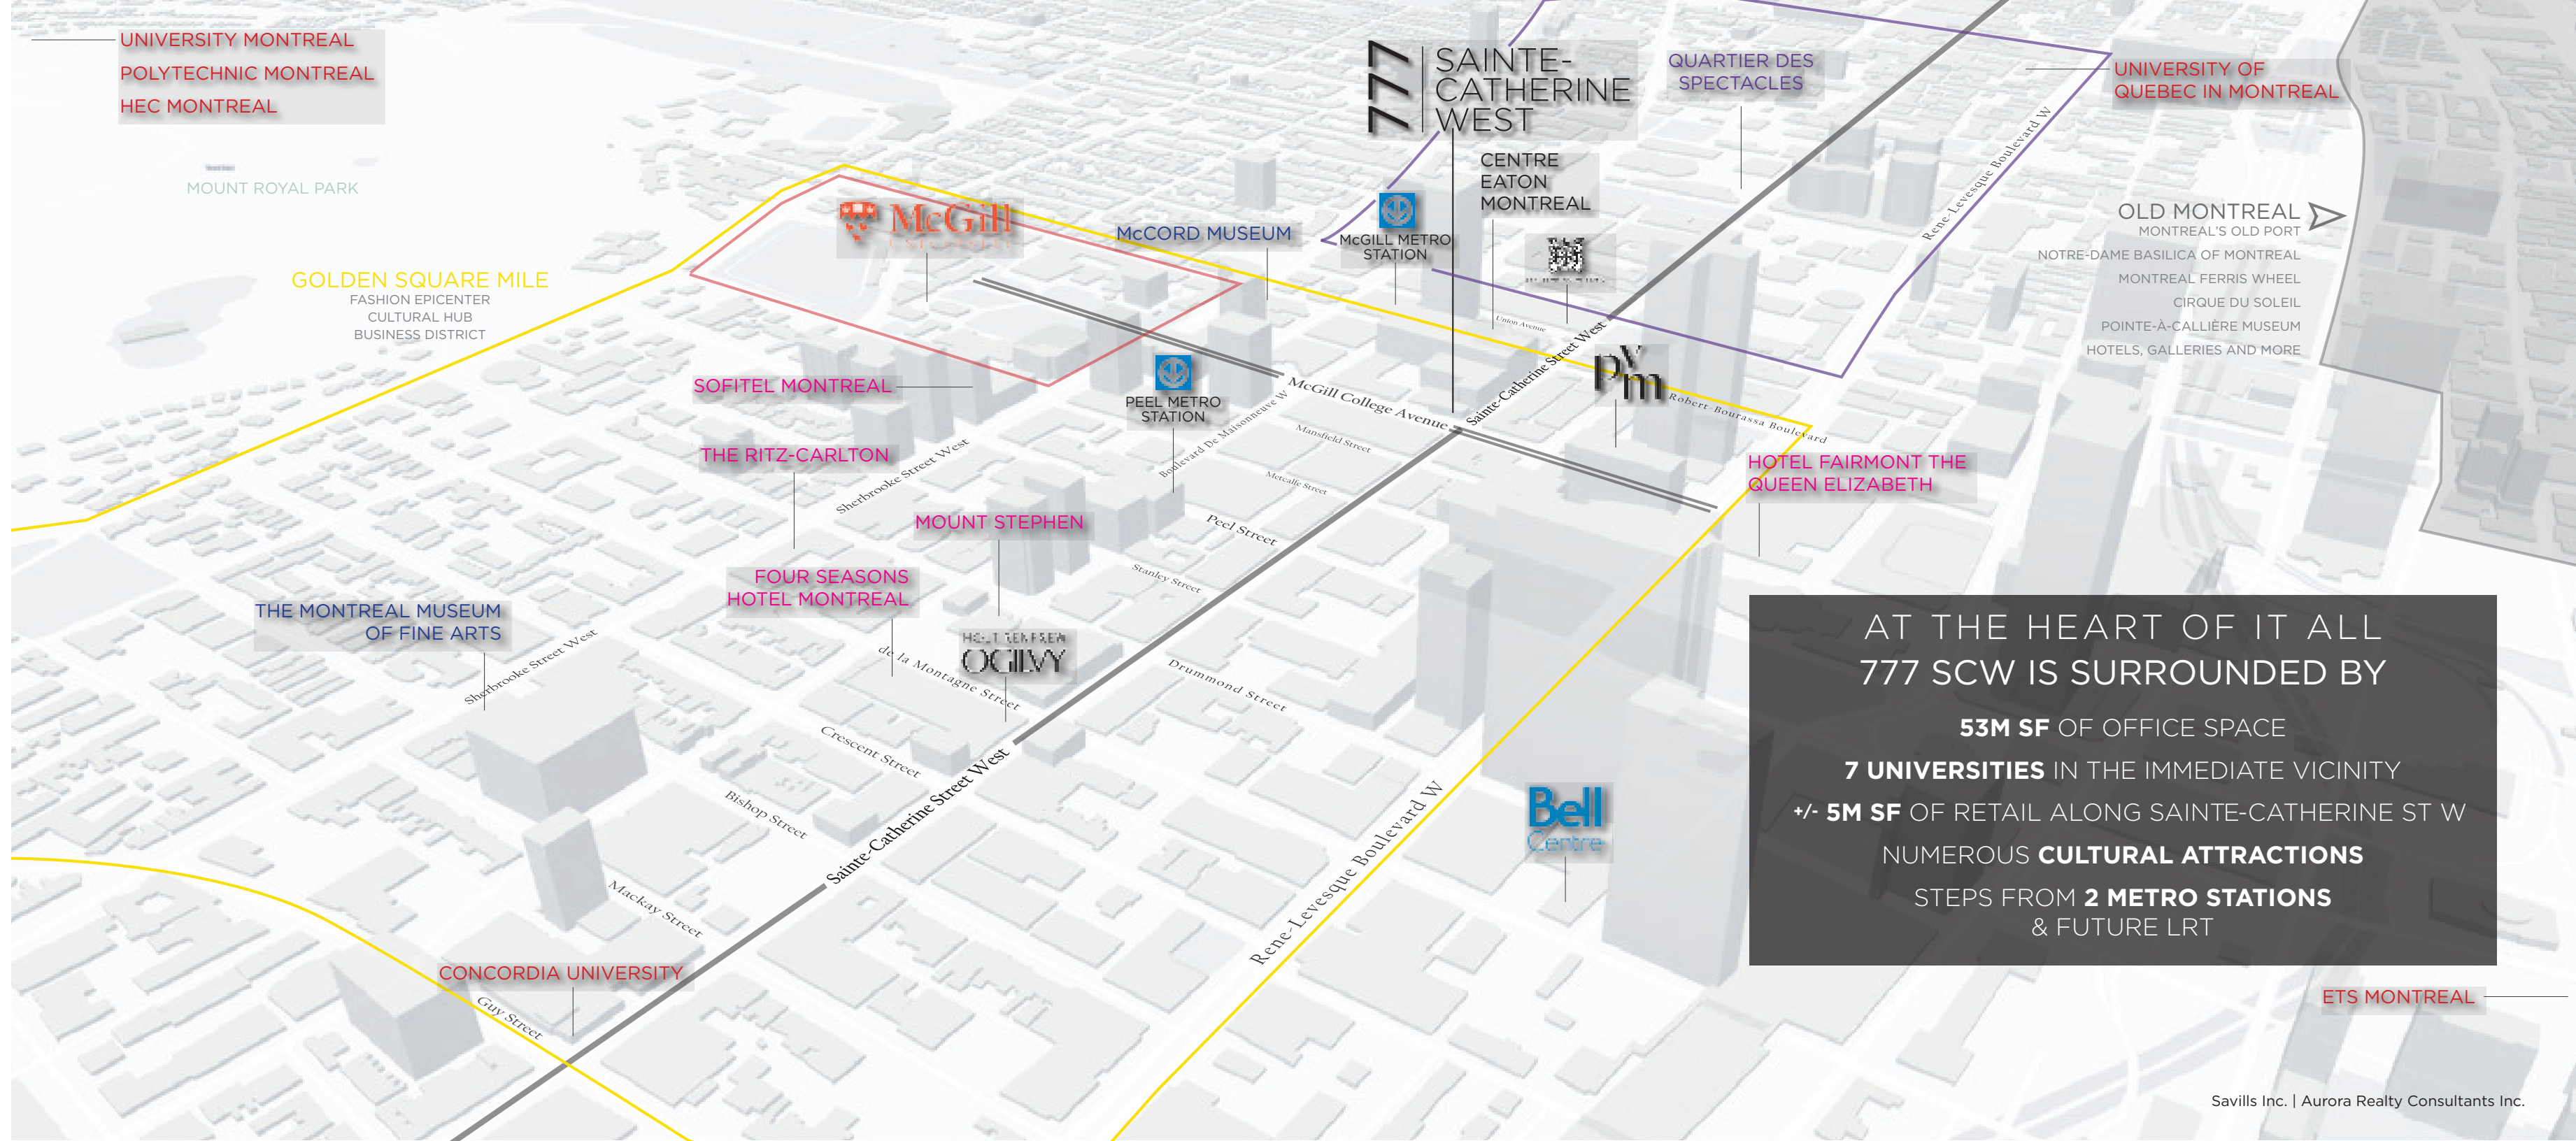 UNIVERSITY MONTREAL
POLYTECHNIC MONTREAL
HEC MONTREAL
MOUNT ROYAL PARK
GOLDEN SQUARE MILE
FASHION EPICENTER
CULTURAL HUB
BUSINESS DISTRICT
McGill
McCORD MUSEUM
777
SAINTE-
CATHERINE
WEST
QUARTIER DES
SPECTACLES
CENTRE
EATON
MONTREAL
McGILL METRO
STATION
UNIVERSITY OF
QUEBEC IN MONTREAL
Rene-Levesque Boulevard W
OLD MONTREAL
MONTREAL'S OLD PORT
NOTRE-DAME BASILICA OF MONTREAL
MONTREAL FERRIS WHEEL
CIRQUE DU SOLEIL
POINTE-À-CALLIÈRE MUSEUM
HOTELS, GALLERIES AND MORE
Union Avenue
Sainte-Catherine Street West
pvm
Robert-Bourassa Boulevard
SOFITEL MONTREAL
PEEL METRO
STATION
McGill College Avenue
Boulevard De Maisonneuve W
Mansfield Street
Metcalfe Street
THE RITZ-CARLTON
Sherbrooke Street West
HOTEL FAIRMONT THE
QUEEN ELIZABETH
MOUNT STEPHEN
Peel Street
Stanley Street
FOUR SEASONS
HOTEL MONTREAL
THE MONTREAL MUSEUM
OF FINE ARTS
Sherbrooke Street West
HOLT RENFREW
OGILVY
de la Montagne Street
Drummond Street
Crescent Street
Sainte-Catherine Street West
Bishop Street
Mackay Street
Rene-Levesque Boulevard W
Bell
Centre
CONCORDIA UNIVERSITY
Guy Street
AT THE HEART OF IT ALL
777 SCW IS SURROUNDED BY
53M SF OF OFFICE SPACE
7 UNIVERSITIES IN THE IMMEDIATE VICINITY
+/- 5M SF OF RETAIL ALONG SAINTE-CATHERINE ST W
NUMEROUS CULTURAL ATTRACTIONS
STEPS FROM 2 METRO STATIONS
& FUTURE LRT
ETS MONTREAL
Savills Inc. | Aurora Realty Consultants Inc.